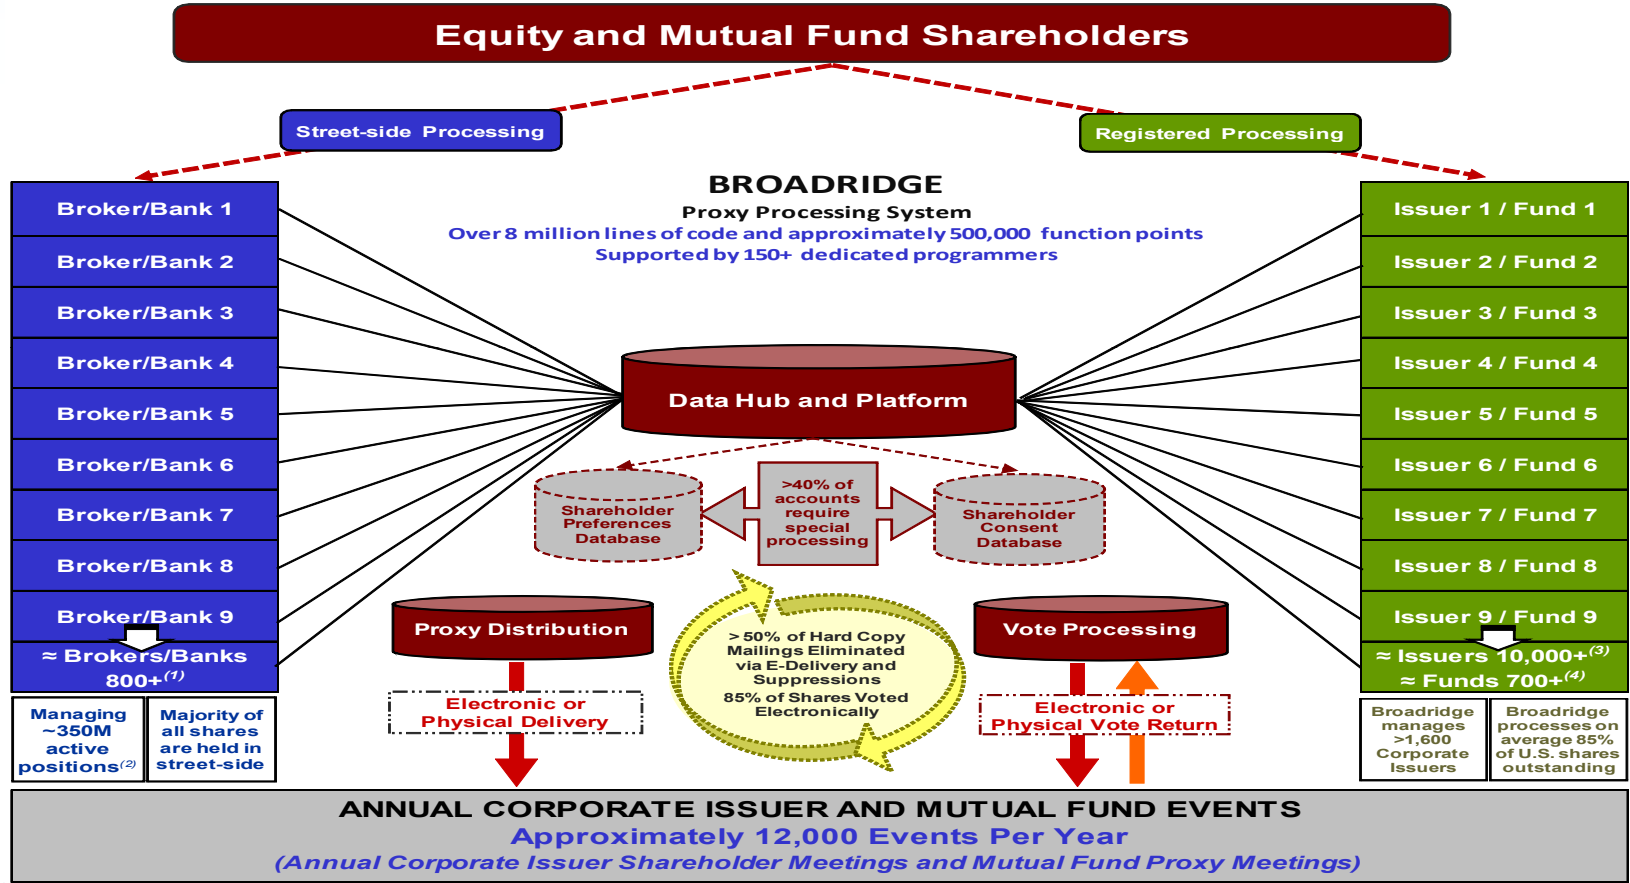 Equity and Mutual Fund Shareholders
Street-side Processing
Registered Processing
BROADRIDGE
Proxy Processing System
Over 8 million lines of code and approximately 500,000 function points
Supported by 150+ dedicated programmers
Broker/Bank 1
Broker/Bank 2
Broker/Bank 3
Broker/Bank 4
Broker/Bank 5
Broker/Bank 6
Broker/Bank 7
Broker/Bank 8
Broker/Bank 9
≈ Brokers/Banks
800+(1)
Issuer 1 / Fund 1
Issuer 2 / Fund 2
Issuer 3 / Fund 3
Issuer 4 / Fund 4
Issuer 5 / Fund 5
Issuer 6 / Fund 6
Issuer 7 / Fund 7
Issuer 8 / Fund 8
Issuer 9 / Fund 9
≈ Issuers 10,000+(3)
≈ Funds 700+(4)
Data Hub and Platform
Shareholder
Preferences
Database
>40% of
accounts
require
special
processing
Shareholder
Consent
Database
Proxy Distribution
> 50% of Hard Copy
Mailings Eliminated
via E-Delivery and
Suppressions
85% of Shares Voted
Electronically
Vote Processing
Electronic or
Physical Delivery
Electronic or
Physical Vote Return
Managing
~350M
active
positions(2)
Majority of
all shares
are held in
street-side
Broadridge
manages
>1,600
Corporate
Issuers
Broadridge
processes on
average 85%
of U.S. shares
outstanding
ANNUAL CORPORATE ISSUER AND MUTUAL FUND EVENTS
Approximately 12,000 Events Per Year
(Annual Corporate Issuer Shareholder Meetings and Mutual Fund Proxy Meetings)